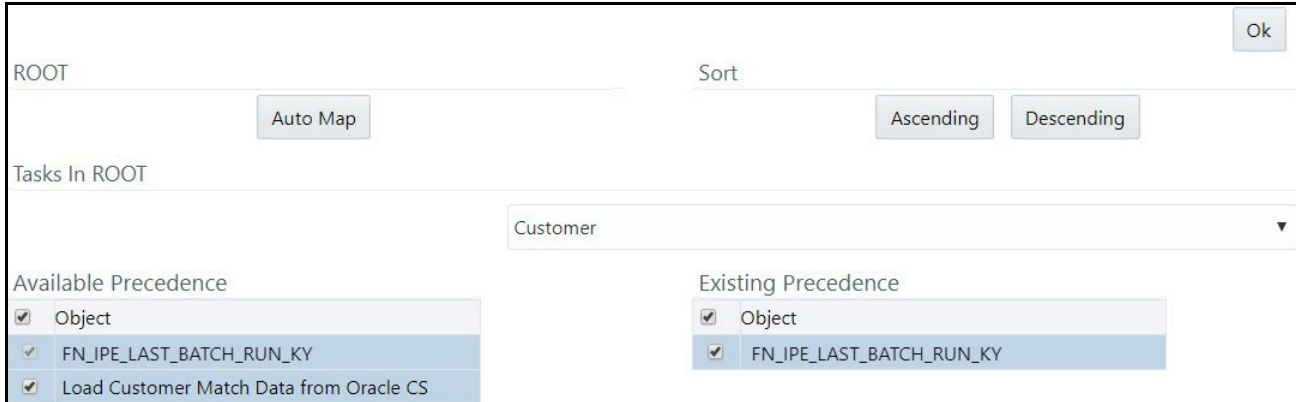 Ok
ROOT
Sort
Auto Map
Ascending
Descending
Tasks In ROOT
Customer
Available Precedence
Existing Precedence
Object
Object
FN_IPE_LAST_BATCH_RUN_KY
FN_IPE_LAST_BATCH_RUN_KY
Load Customer Match Data from Oracle CS